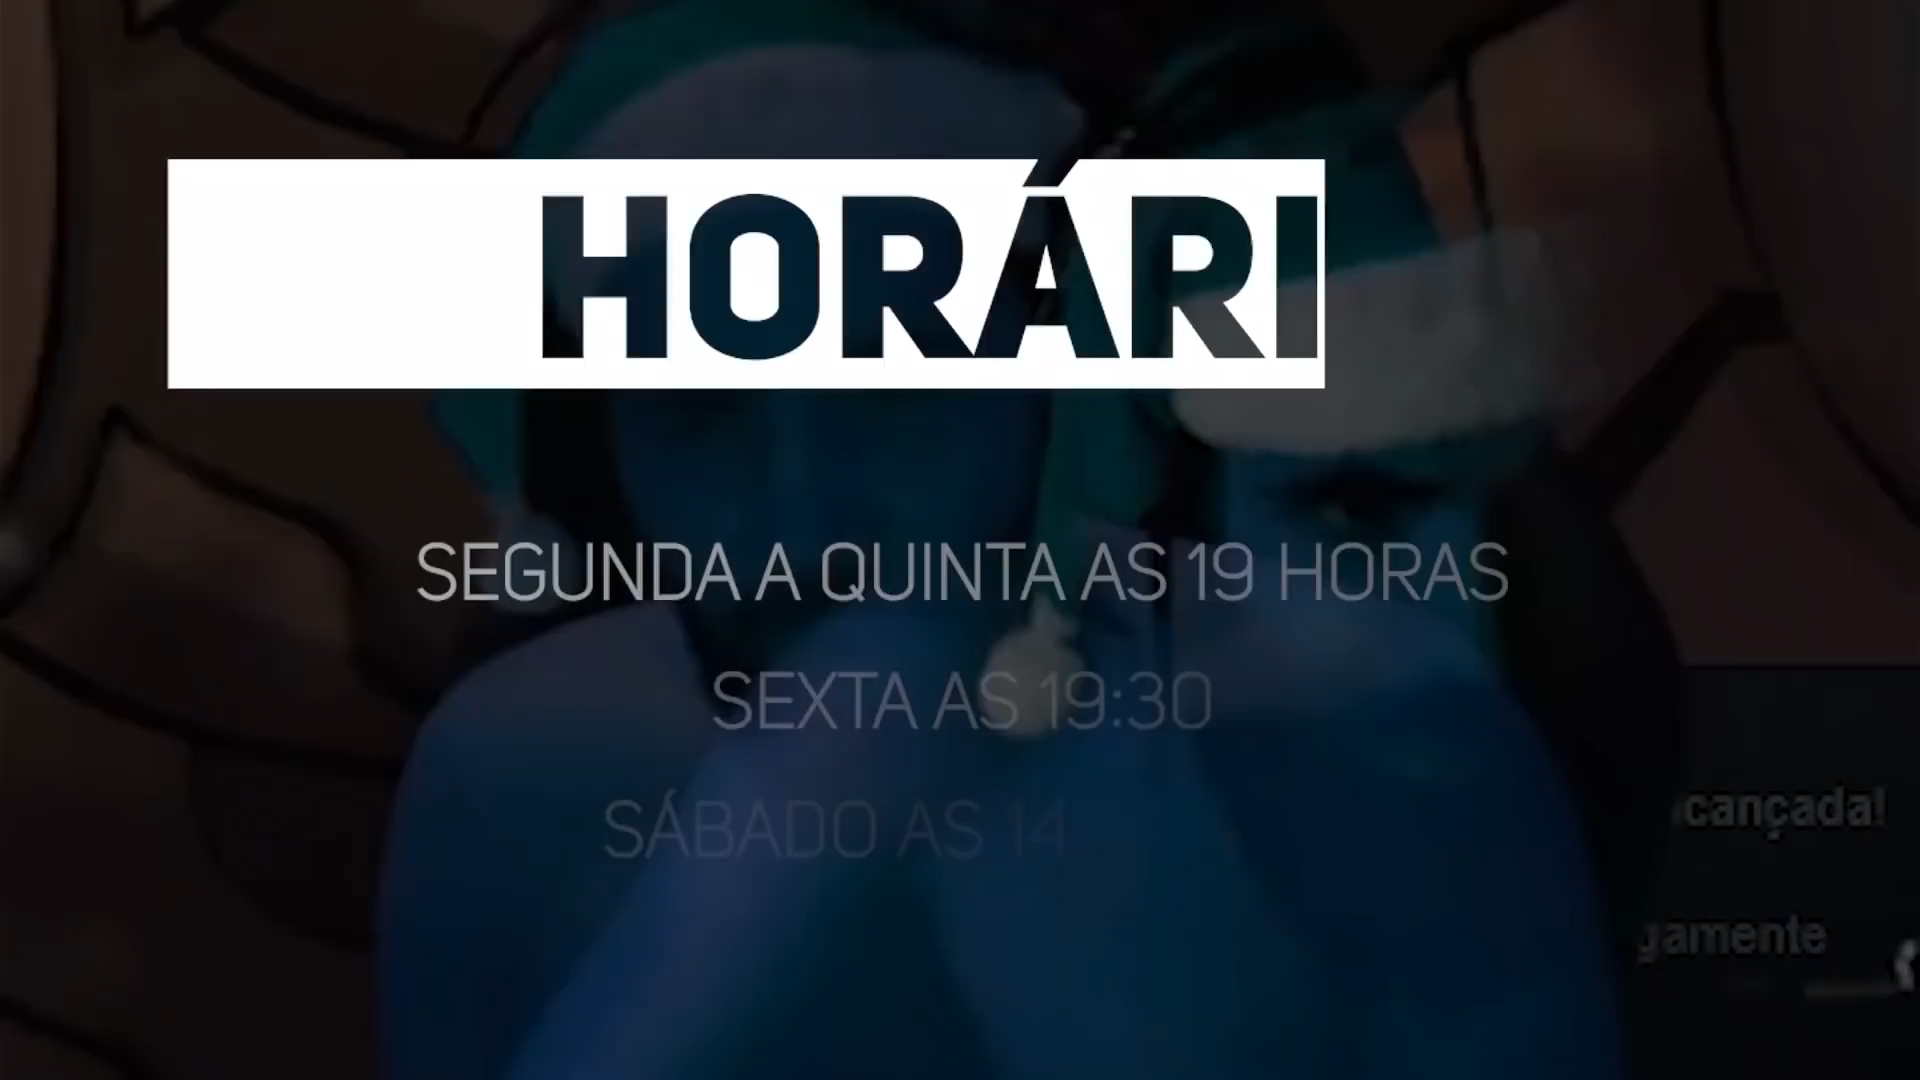 HORÁRI
SEGUNDA A QUINTA AS 19 HORAS
SEXTA AS 19:30
SÁBADO AS 14
cançada!
gamente